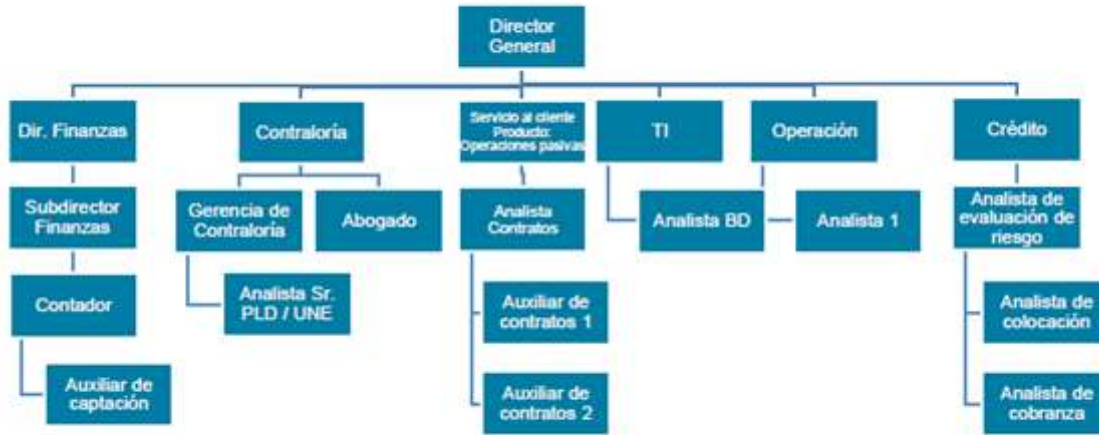 Director
General
Dir. Finanzas
Contraloría
Servicio al cliente
Producto:
Operaciones pasivas
TI
Operación
Crédito
Subdirector
Finanzas
Gerencia de
Contraloría
Abogado
Analista
Contratos
Analista BD
Analista 1
Analista de
evaluación de
riesgo
Contador
Analista Sr.
PLD / UNE
Auxiliar de
contratos 1
Analista de
colocación
Auxiliar de
captación
Auxiliar de
contratos 2
Analista de
cobranza